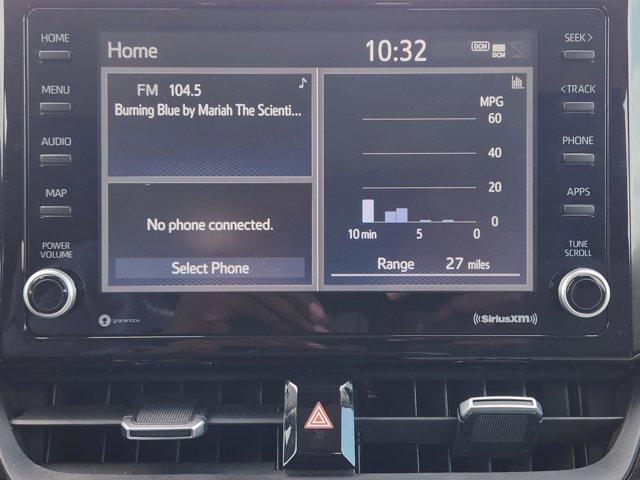 HOME
MENU
AUDIO
MAP
POWER
VOLUME
Home
10:32
DCM
DCM
FM 104.5
Burning Blue by Mariah The Scienti...
No phone connected.
Select Phone
MPG
60
40
20
0
10 min 5 0
Range 27 miles
SEEK >
< TRACK
PHONE
APPS
TUNE
SCROLL
gracenote
((SiriusXM))